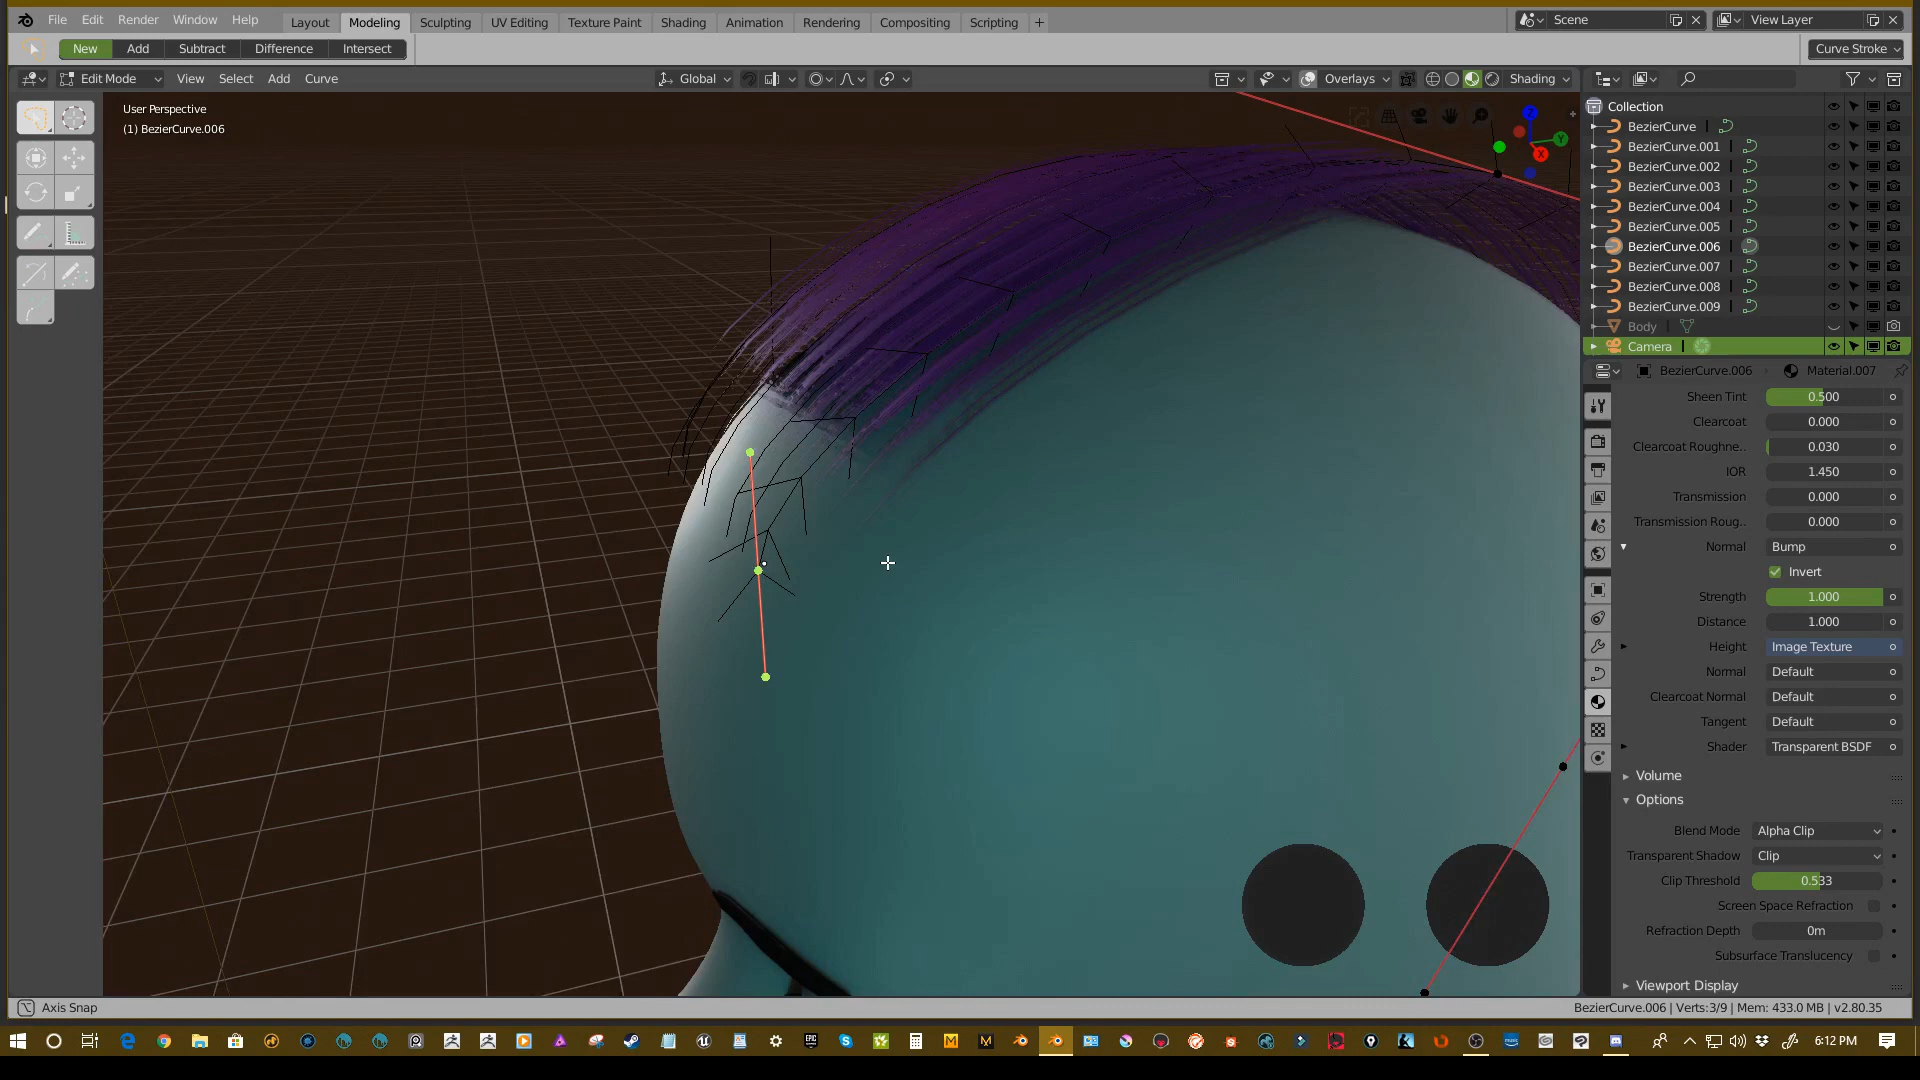 File Edit Render Window Help
Layout Modeling Sculpting UV Editing Texture Paint Shading Animation Rendering Compositing Scripting +
Scene View Layer
New Add Subtract Difference Intersect
Curve Stroke
Edit Mode View Select Add Curve Global Overlays Shading
User Perspective
(1) BezierCurve.006
Z
Y
X
Collection
BezierCurve
BezierCurve.001
BezierCurve.002
BezierCurve.003
BezierCurve.004
BezierCurve.005
BezierCurve.006
BezierCurve.007
BezierCurve.008
BezierCurve.009
Body
Camera
BezierCurve.006 Material.007
Sheen Tint 0.500
Clearcoat 0.000
Clearcoat Roughne.. 0.030
IOR 1.450
Transmission 0.000
Transmission Roug.. 0.000
Normal Bump
Invert
Strength 1.000
Distance 1.000
Height Image Texture
Normal Default
Clearcoat Normal Default
Tangent Default
Shader Transparent BSDF
Volume
Options
Blend Mode Alpha Clip
Transparent Shadow Clip
Clip Threshold 0.533
Screen Space Refraction
Refraction Depth 0m
Subsurface Translucency
Viewport Display
Axis Snap
BezierCurve.006 | Verts:3/9 | Mem: 433.0 MB | v2.80.35
6:12 PM